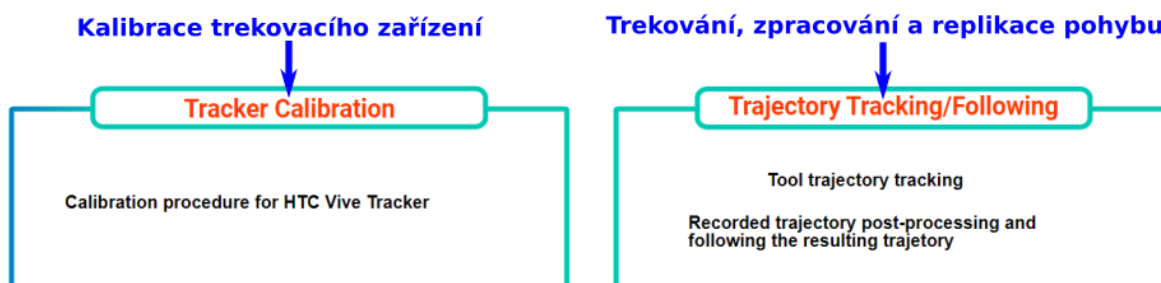 Kalibrace trekovacího zařízení
Tracker Calibration
Calibration procedure for HTC Vive Tracker
Trekování, zpracování a replikace pohybu
Trajectory Tracking/Following
Tool trajectory tracking
Recorded trajectory post-processing and
following the resulting trajetory